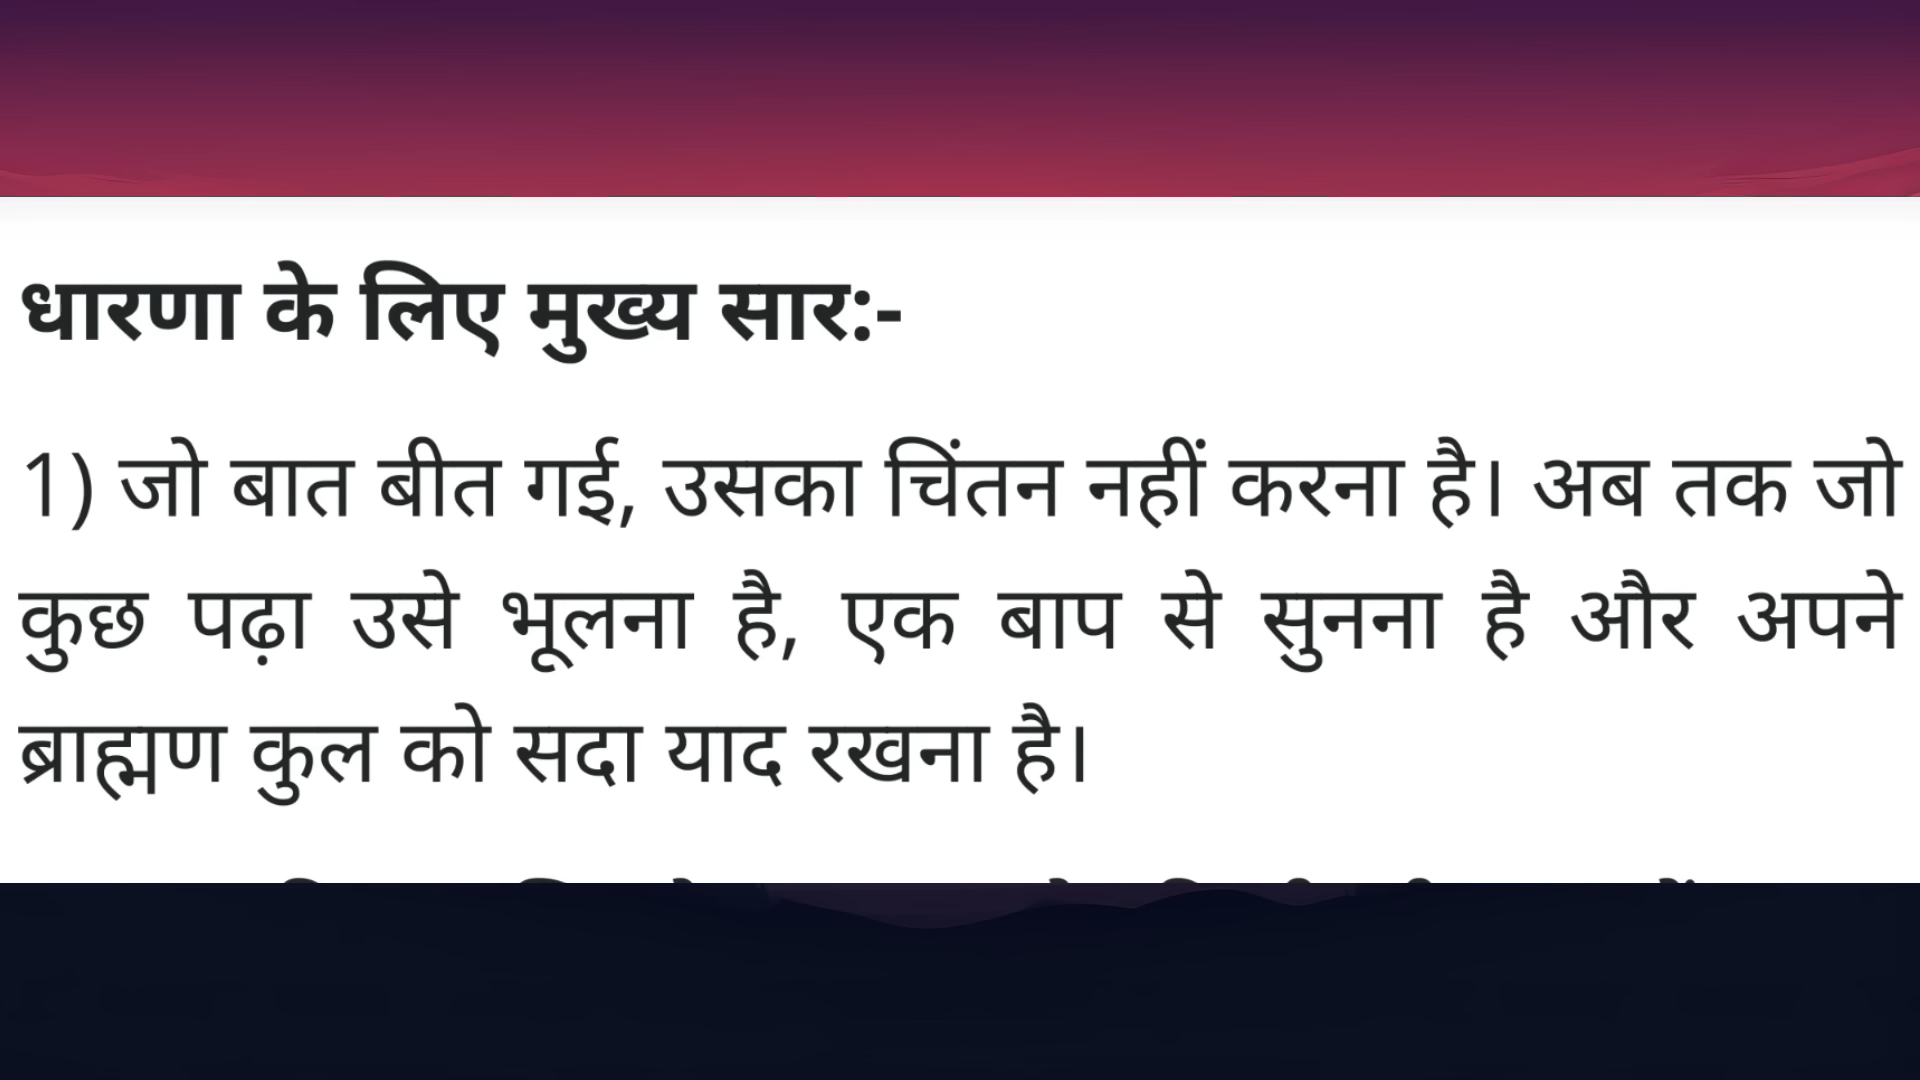 धारणा के लिए मुख्य सार:-
1) जो बात बीत गई, उसका चिंतन नहीं करना है। अब तक जो
कुछ पढ़ा उसे भूलना है, एक बाप से सुनना है और अपने
ब्राह्मण कुल को सदा याद रखना है।